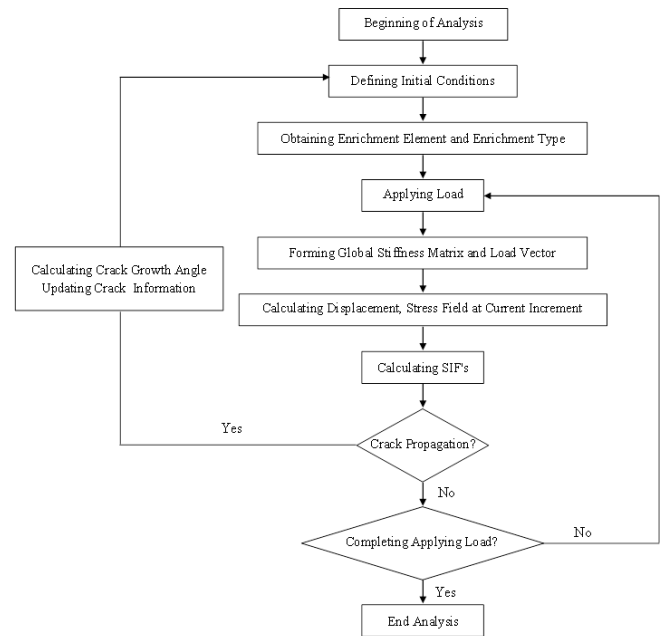 Beginning of Analysis
Defining Initial Conditions
Obtaining Enrichment Element and Enrichment Type
Applying Load
Forming Global Stiffness Matrix and Load Vector
Calculating Crack Growth Angle
Updating Crack Information
Calculating Displacement, Stress Field at Current Increment
Calculating SIF's
Yes
Crack Propagation?
No
Completing Applying Load?
No
Yes
End Analysis